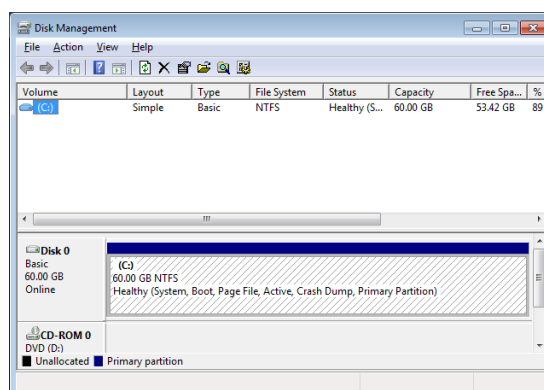 Disk Management
File Action View Help
Volume Layout Type File System Status Capacity Free Spa... %
(C:) Simple Basic NTFS Healthy (S... 60.00 GB 53.42 GB 89
Disk 0
Basic
60.00 GB
Online
(C:)
60.00 GB NTFS
Healthy (System, Boot, Page File, Active, Crash Dump, Primary Partition)
CD-ROM 0
DVD (D:)
Unallocated Primary partition